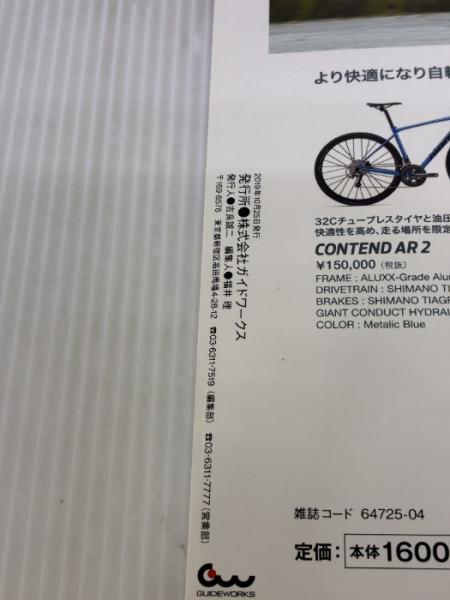 より快適になり自転
32Cチューブレスタイヤと油圧
快適性を高め、走る場所を限定
CONTEND AR 2
¥150,000（税抜）
FRAME : ALUXX-Grade Alum
DRIVETRAIN : SHIMANO TI
BRAKES : SHIMANO TIAGR
GIANT CONDUCT HYDRAU
COLOR : Metalic Blue
2019年10月25日発行
発行所●株式会社ガイドワークス
発行人●吉良誠二 編集人●福井 理
〒169-8578 東京都新宿区高田馬場4-28-12 ☎03-6311-7519（編集部） ☎03-6311-7777（営業部）
雑誌コード 64725-04
定価：本体1600
GW
GUIDEWORKS